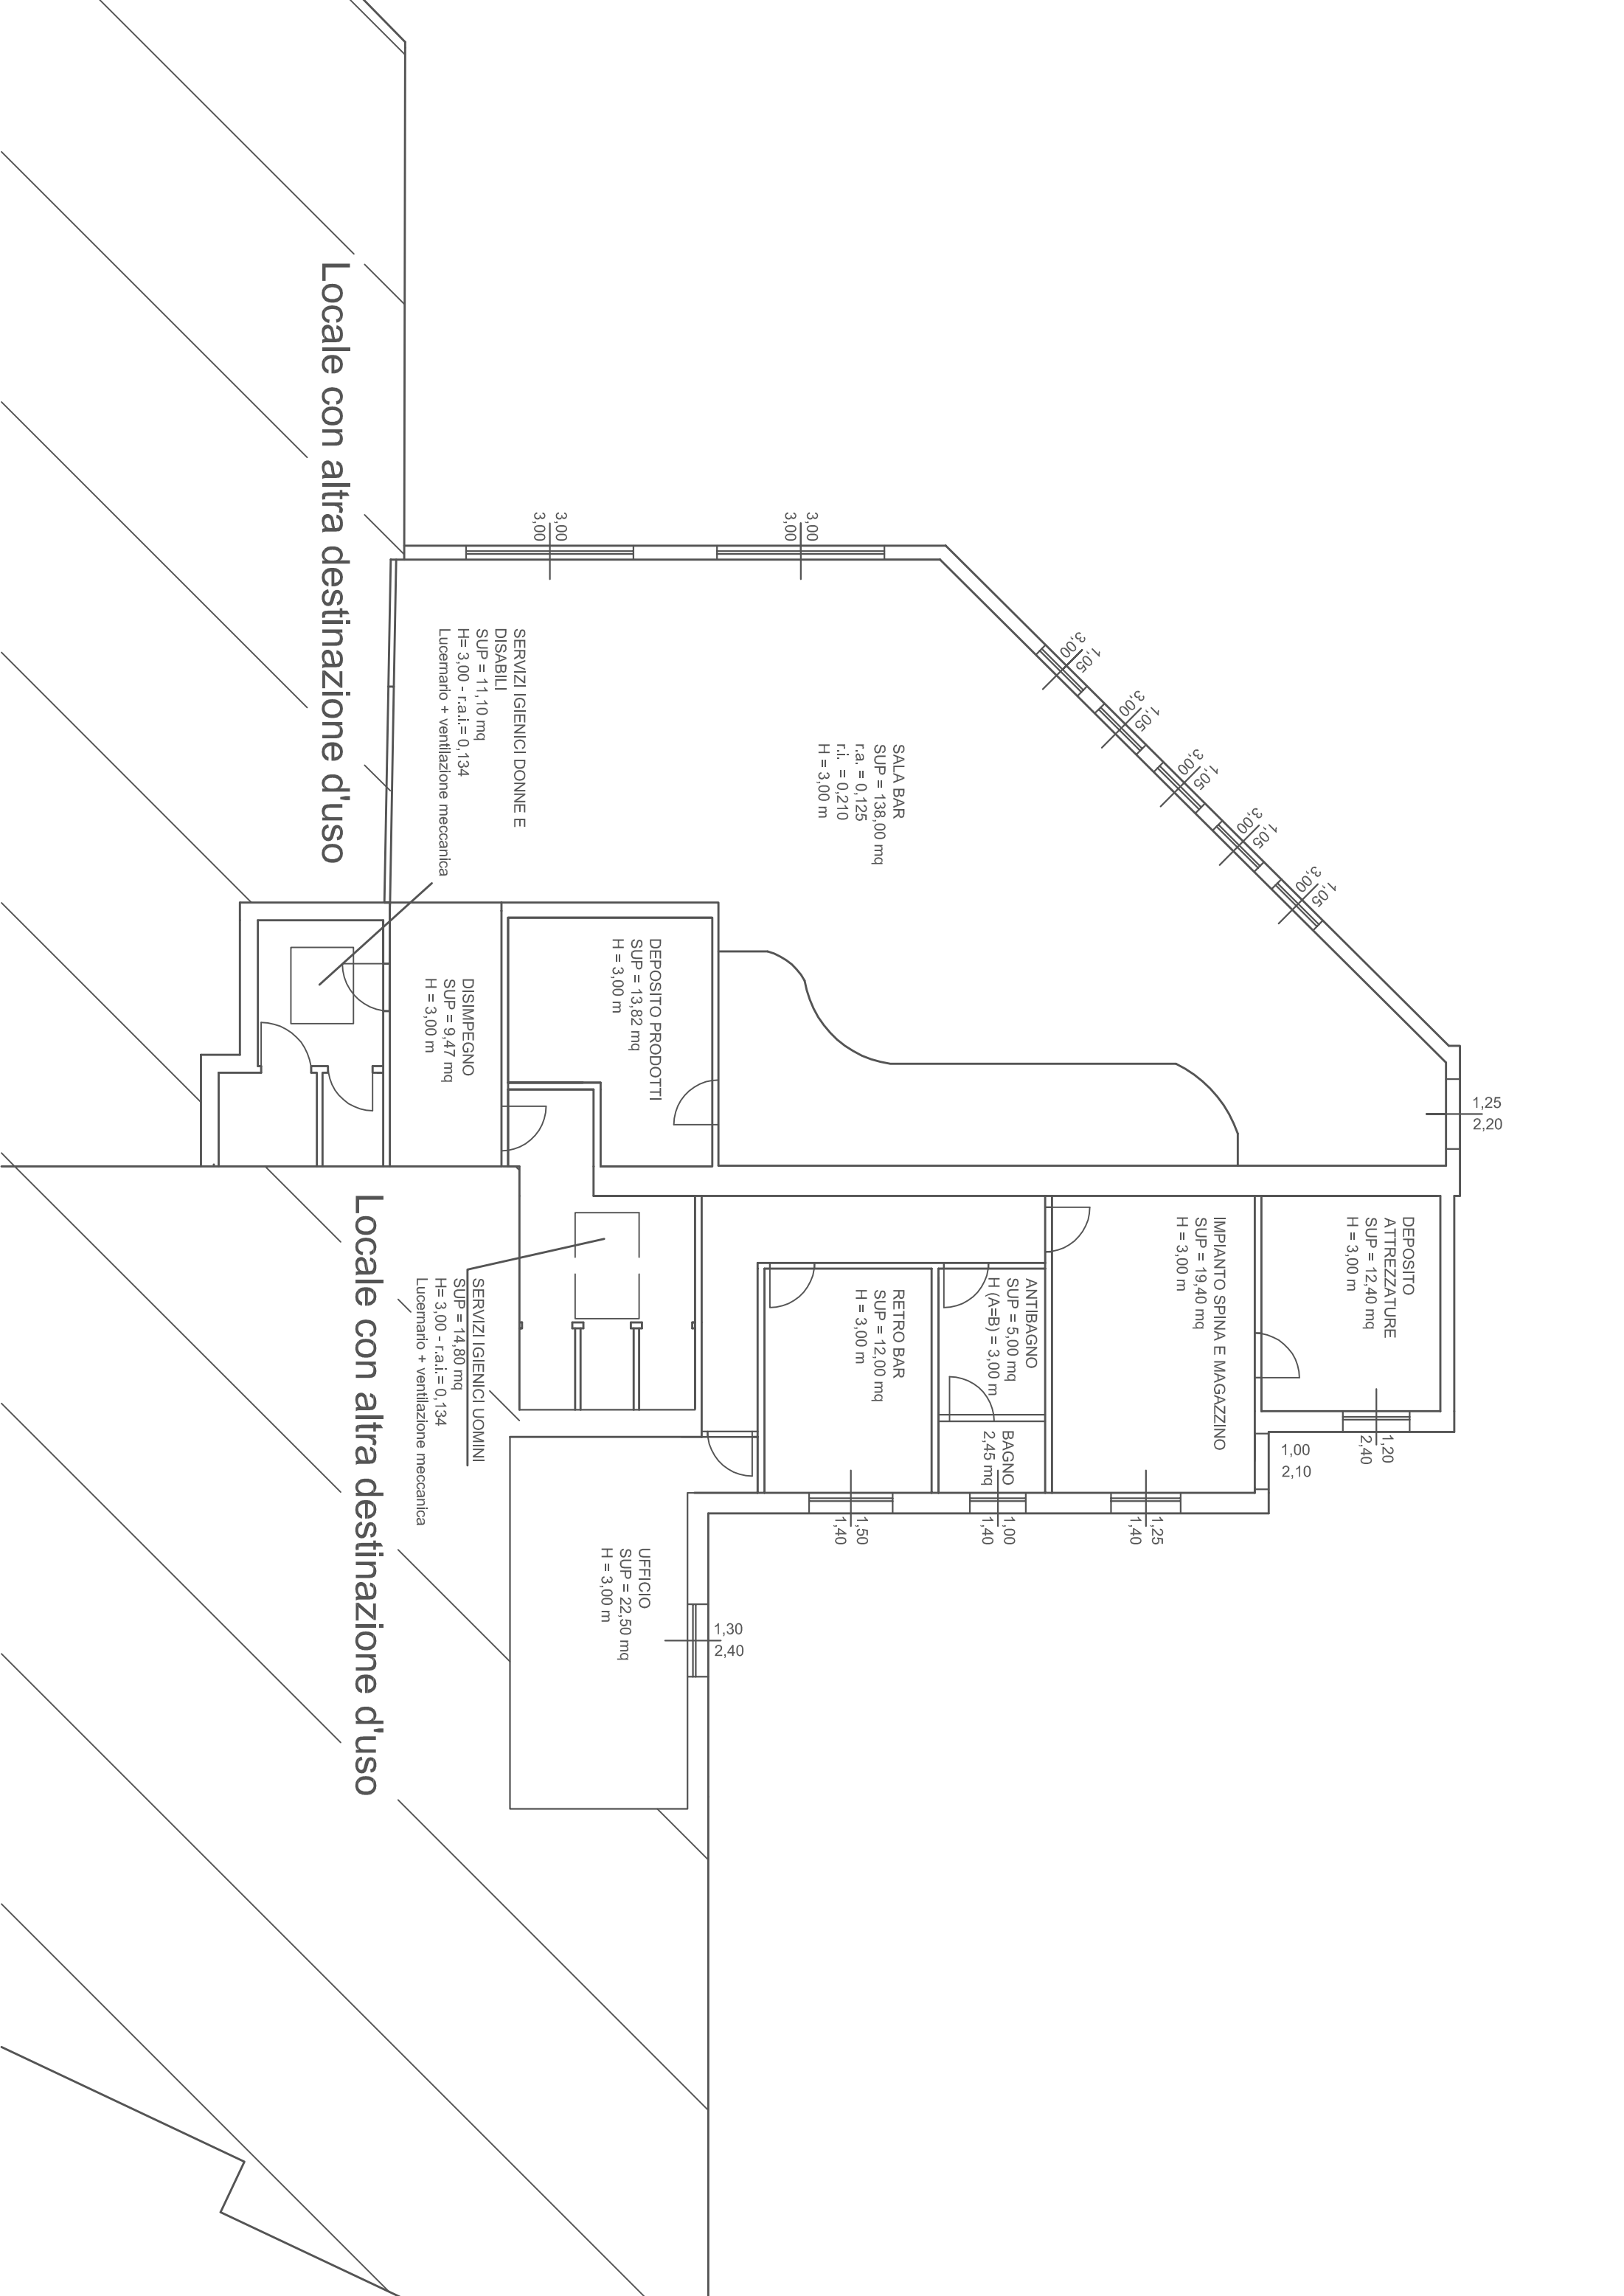 Locale con altra destinazione d'uso
3,00
3,00
3,00
3,00
1,05
3,00
1,05
3,00
1,05
3,00
1,05
3,00
1,05
3,00
SERVIZI IGIENICI DONNE E
DISABILI
SUP = 11,10 mq
H= 3,00 - r.a.i.= 0,134
Lucernario + ventilazione meccanica
SALA BAR
SUP = 138,00 mq
r.a. = 0,125
r.i. = 0,210
H = 3,00 m
DEPOSITO PRODOTTI
SUP = 13,82 mq
H = 3,00 m
DISIMPEGNO
SUP = 9,47 mq
H = 3,00 m
1,25
2,20
DEPOSITO
ATTREZZATURE
SUP = 12,40 mq
H = 3,00 m
IMPIANTO SPINA E MAGAZZINO
SUP = 19,40 mq
H = 3,00 m
ANTIBAGNO
SUP = 5,00 mq
H (A=B) = 3,00 m
BAGNO
2,45 mq
RETRO BAR
SUP = 12,00 mq
H = 3,00 m
SERVIZI IGIENICI UOMINI
SUP = 14,80 mq
H= 3,00 - r.a.i.= 0,134
Lucernario + ventilazione meccanica
Locale con altra destinazione d'uso
1,20
2,40
1,00
2,10
1,25
1,40
1,00
1,40
1,50
1,40
UFFICIO
SUP = 22,50 mq
H = 3,00 m
1,30
2,40